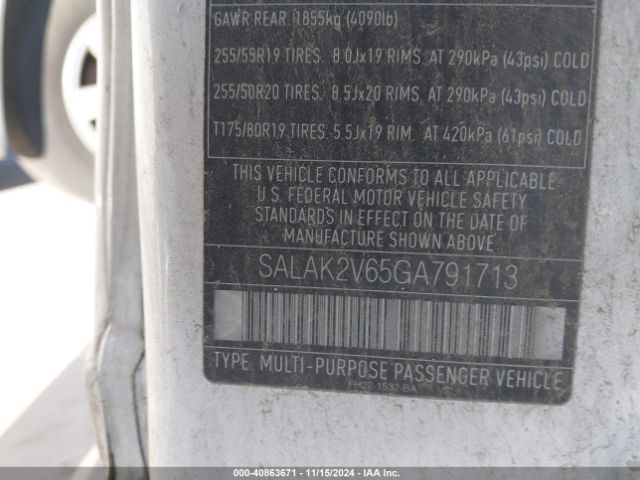 GAWR REAR 1855kg (4090lb)
255/55R19 TIRES. 8.0Jx19 RIMS. AT 290kPa (43psi) COLD
255/50R20 TIRES. 8.5Jx20 RIMS. AT 290kPa (43psi) COLD
T175/80R19 TIRES. 5.5Jx19 RIM. AT 420kPa (61psi) COLD
THIS VEHICLE CONFORMS TO ALL APPLICABLE
U.S. FEDERAL MOTOR VEHICLE SAFETY
STANDARDS IN EFFECT ON THE DATE OF
MANUFACTURE SHOWN ABOVE.
SALAK2V65GA791713
TYPE. MULTI-PURPOSE PASSENGER VEHICLE
FH22-1532-BA
000-40863671 - 11/15/2024 - IAA Inc.